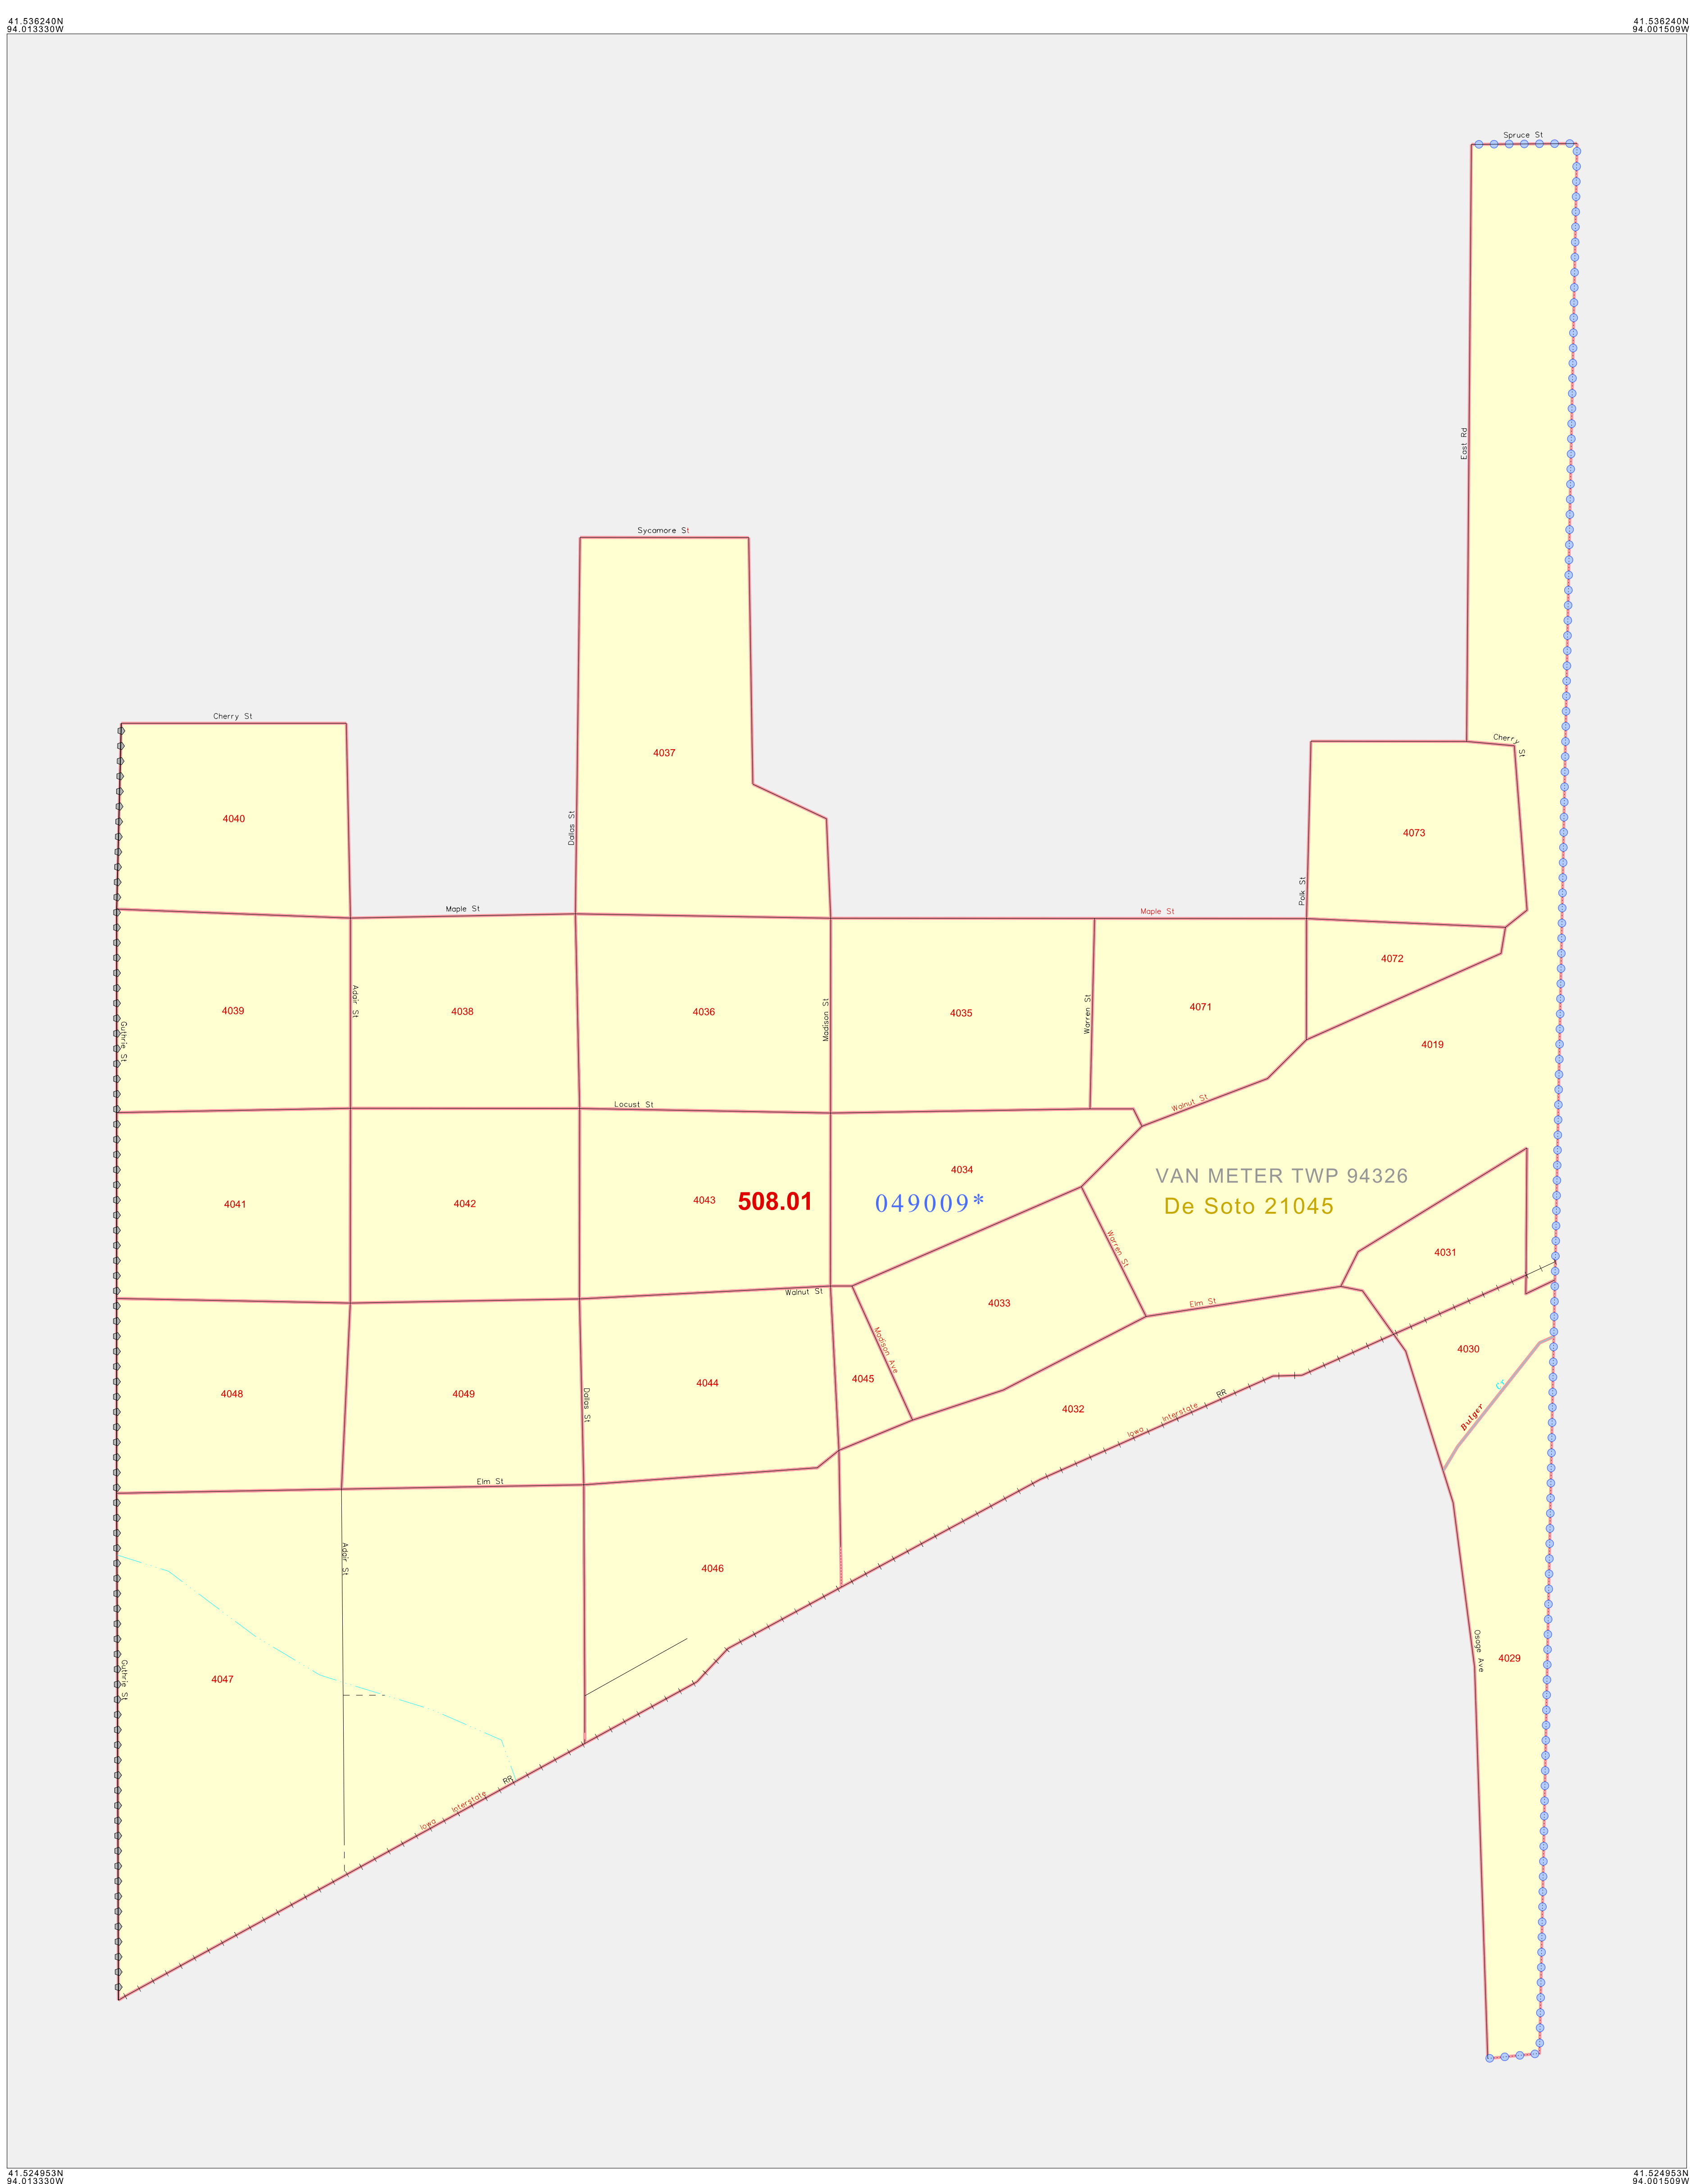 41.536240N
94.013330W
41.536240N
94.001509W
Spruce St
East Rd
Sycamore St
Cherry St
Cherry St
4037
4040
Dallas St
4073
Polk St
Maple St
Maple St
4072
Adair St
Madison St
Warren St
4039
4038
4036
4035
4071
Guthrie St
4019
Locust St
Walnut St
4034
VAN METER TWP 94326
4041
4042
4043
508.01
049009*
De Soto 21045
Warren St
4031
Walnut St
4033
Elm St
Madison Ave
4030
4048
4049
4044
4045
Dallas St
4032
Iowa Interstate RR
Bulger Cr
Elm St
Adair St
4046
Guthrie St
4047
Osage Ave
4029
Iowa Interstate RR
41.524953N
94.013330W
41.524953N
94.001509W